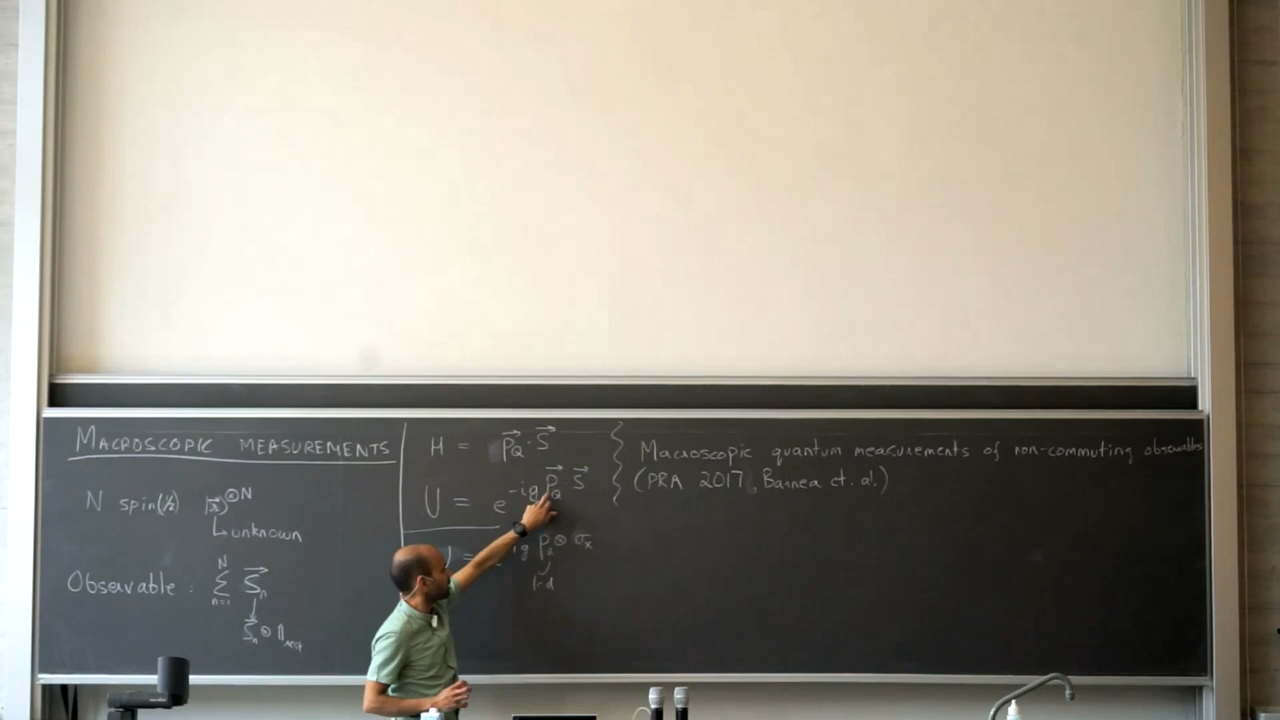 MACROSCOPIC MEASUREMENTS
N spin(½) |x⃗⟩^⊗N
unknown
Observable : Σ_{n=1}^{N} S⃗_n
S⃗_n ⊗ 𝟙_rest
H = p⃗_Q · S⃗
U = e^{-ig p⃗_Q S⃗}
ig p_Q ⊗ σ_x
1-d
Macroscopic quantum measurements of non-commuting observables
(PRA 2017, Barnea et. al.)